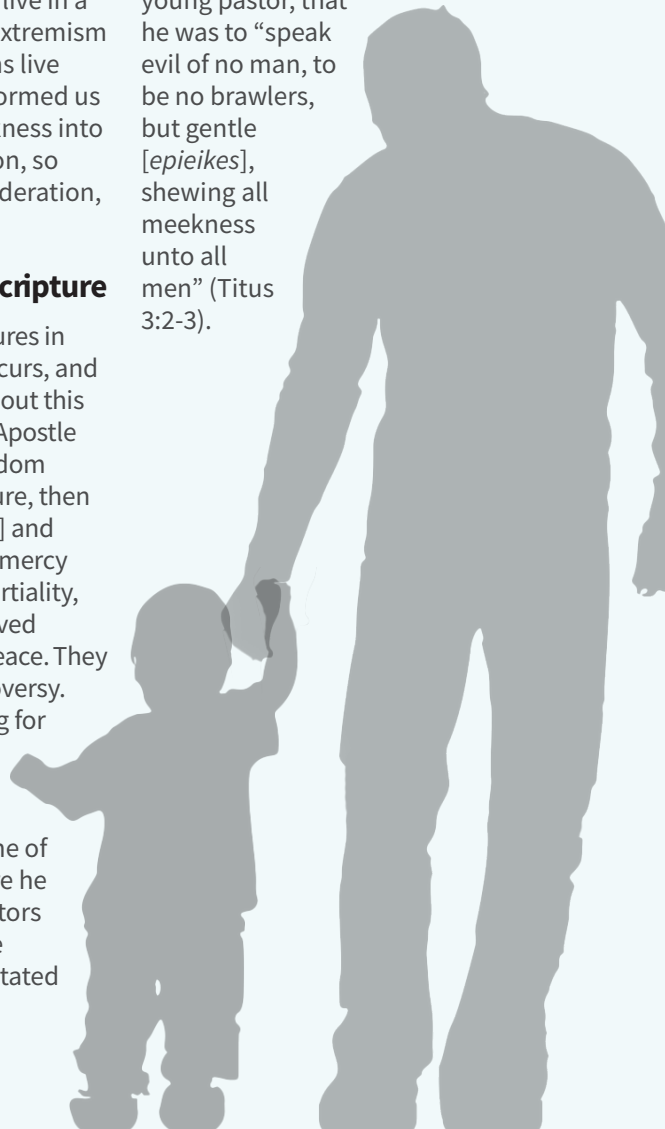 live in a
xtremism
s live
ormed us
ness into
on, so
deration,
cripture
ures in
curs, and
out this
Apostle
dom
ure, then
] and
mercy
rtiality,
ved
eace. They
versy.
g for
ne of
e he
tors
e
tated
young pastor, that
he was to “speak
evil of no man, to
be no brawlers,
but gentle
[epieikes],
shewing all
meekness
unto all
men” (Titus
3:2-3).